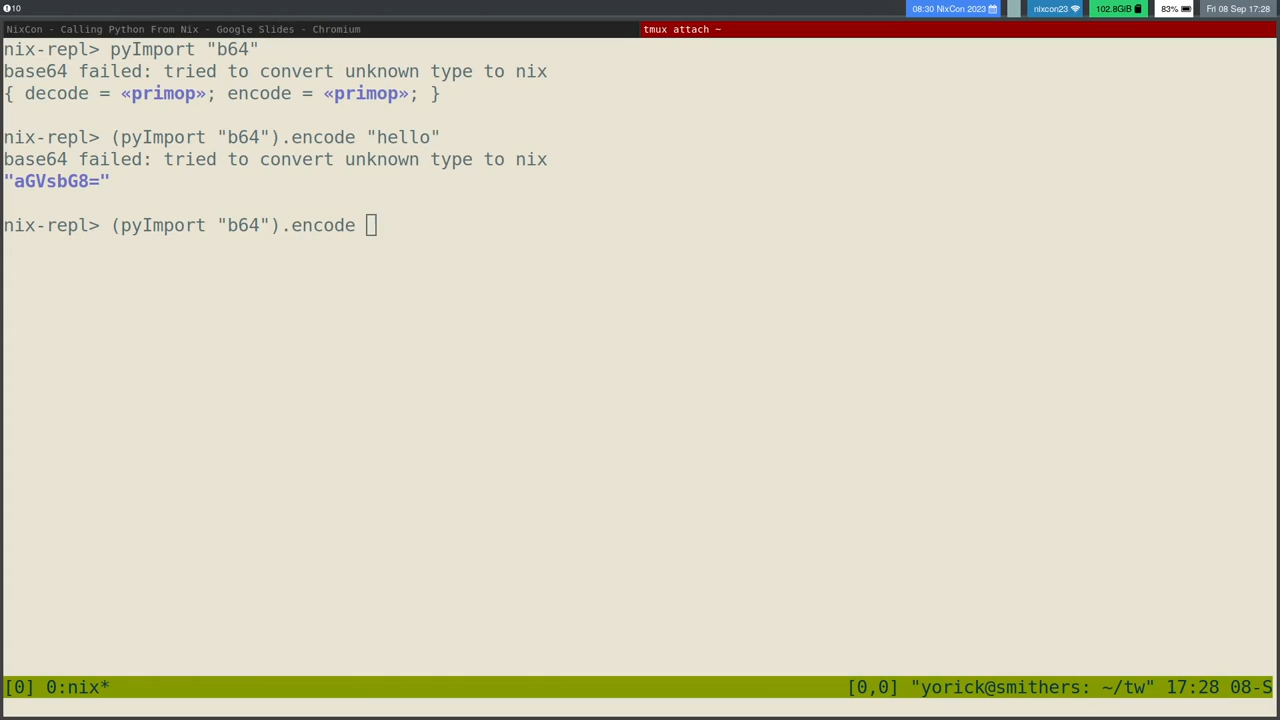 10 08:30 NixCon 2023 nixcon23 102.8GiB 83% Fri 08 Sep 17:28
NixCon - Calling Python From Nix - Google Slides - Chromium tmux attach ~
nix-repl> pyImport "b64"
base64 failed: tried to convert unknown type to nix
{ decode = «primop»; encode = «primop»; }
nix-repl> (pyImport "b64").encode "hello"
base64 failed: tried to convert unknown type to nix
"aGVsbG8="
nix-repl> (pyImport "b64").encode
[0] 0:nix* [0,0] "yorick@smithers: ~/tw" 17:28 08-S